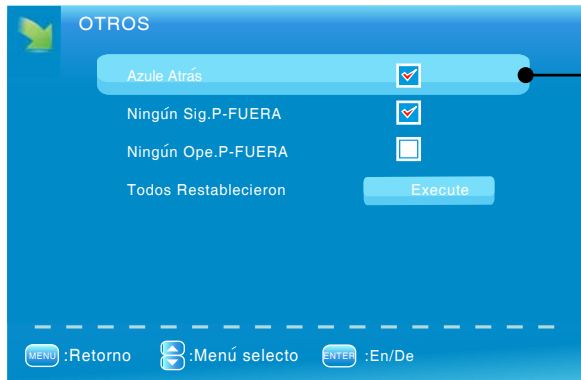 OTROS
Azule Atrás
Ningún Sig.P-FUERA
Ningún Ope.P-FUERA
Todos Restablecieron Execute
MENU :Retorno :Menú selecto ENTER :En/De